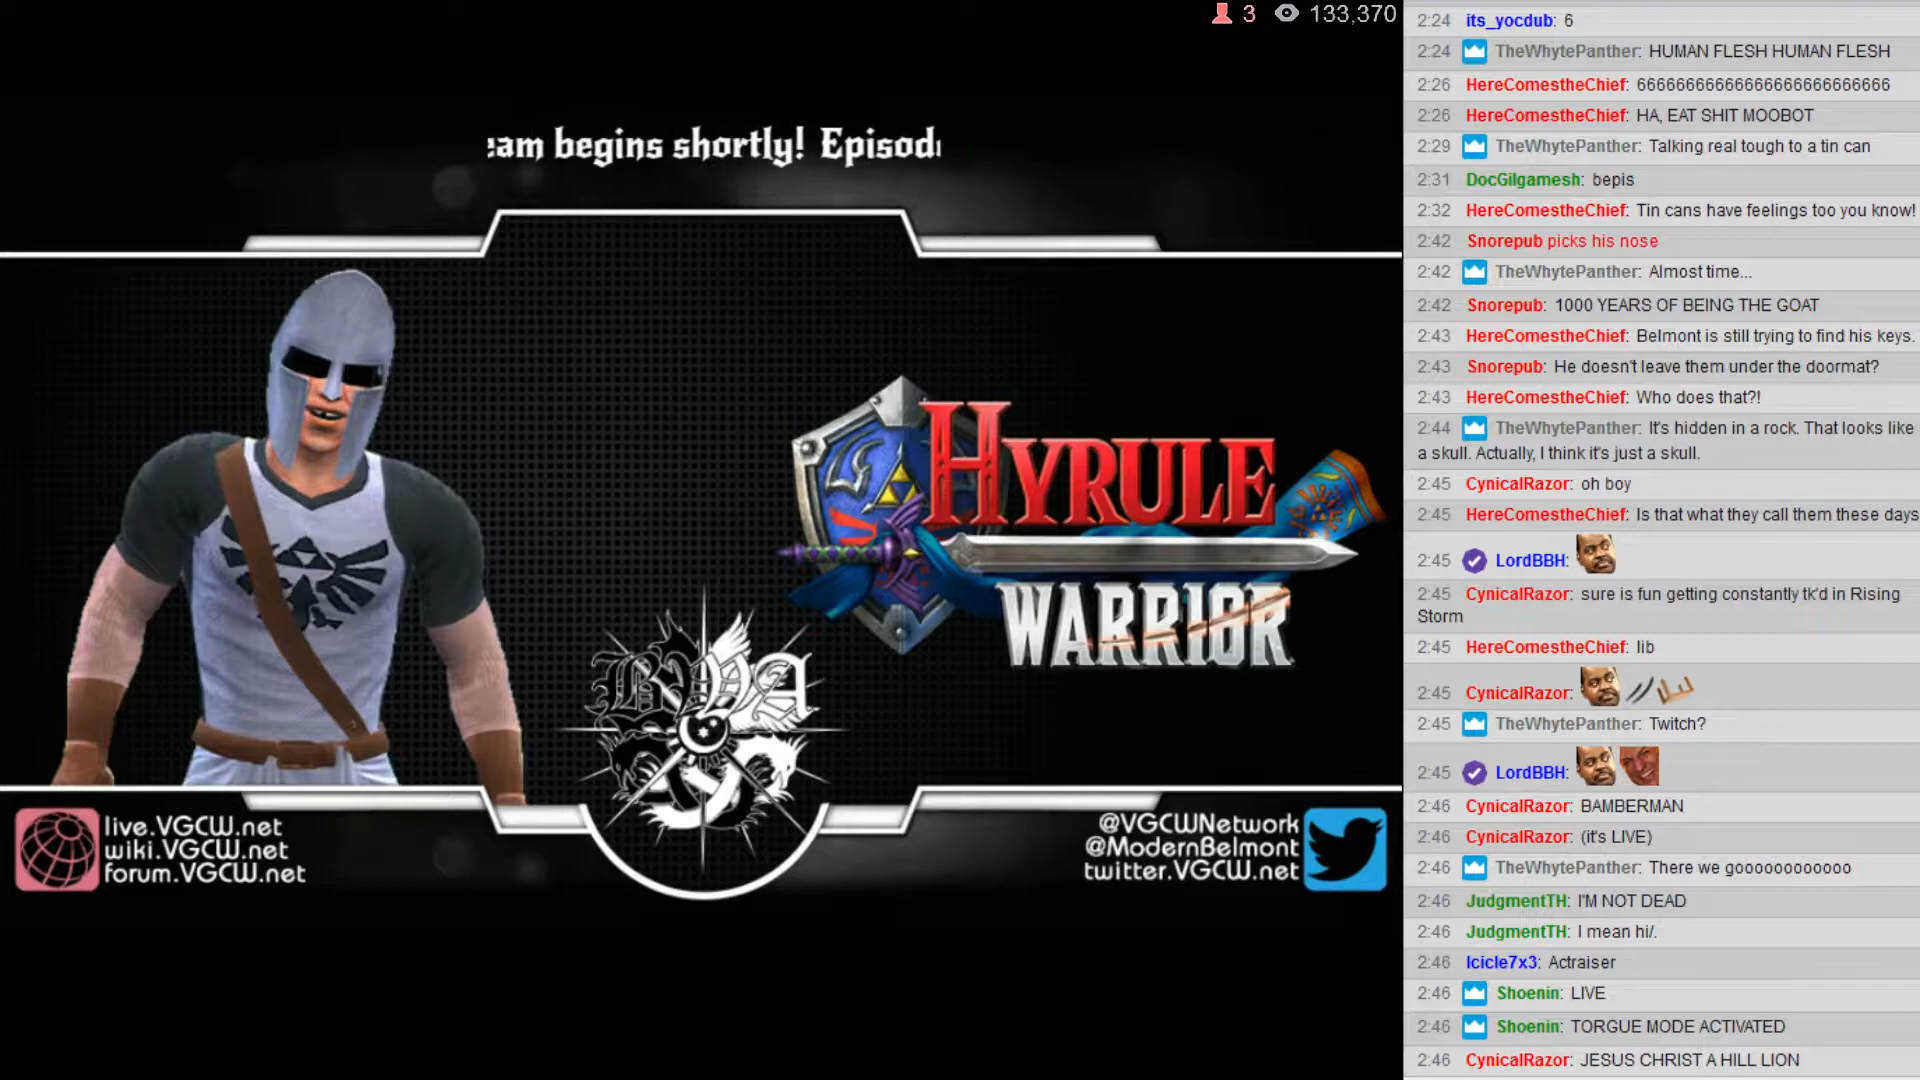 3 133,370
eam begins shortly! Episod
HYRULE
WARRIOR
BVA
live.VGCW.net
wiki.VGCW.net
forum.VGCW.net
@VGCWNetwork
@ModernBelmont
twitter.VGCW.net
2:24 its_yocdub: 6
2:24 TheWhytePanther: HUMAN FLESH HUMAN FLESH
2:26 HereComestheChief: 66666666666666666666666666
2:26 HereComestheChief: HA, EAT SHIT MOOBOT
2:29 TheWhytePanther: Talking real tough to a tin can
2:31 DocGilgamesh: bepis
2:32 HereComestheChief: Tin cans have feelings too you know!
2:42 Snorepub picks his nose
2:42 TheWhytePanther: Almost time...
2:42 Snorepub: 1000 YEARS OF BEING THE GOAT
2:43 HereComestheChief: Belmont is still trying to find his keys.
2:43 Snorepub: He doesn't leave them under the doormat?
2:43 HereComestheChief: Who does that?!
2:44 TheWhytePanther: It's hidden in a rock. That looks like
a skull. Actually, I think it's just a skull.
2:45 CynicalRazor: oh boy
2:45 HereComestheChief: Is that what they call them these days
2:45 LordBBH:
2:45 CynicalRazor: sure is fun getting constantly tk'd in Rising
Storm
2:45 HereComestheChief: lib
2:45 CynicalRazor:
2:45 TheWhytePanther: Twitch?
2:45 LordBBH:
2:46 CynicalRazor: BAMBERMAN
2:46 CynicalRazor: (it's LIVE)
2:46 TheWhytePanther: There we gooooooooooooo
2:46 JudgmentTH: I'M NOT DEAD
2:46 JudgmentTH: I mean hi/.
2:46 Icicle7x3: Actraiser
2:46 Shoenin: LIVE
2:46 Shoenin: TORGUE MODE ACTIVATED
2:46 CynicalRazor: JESUS CHRIST A HILL LION